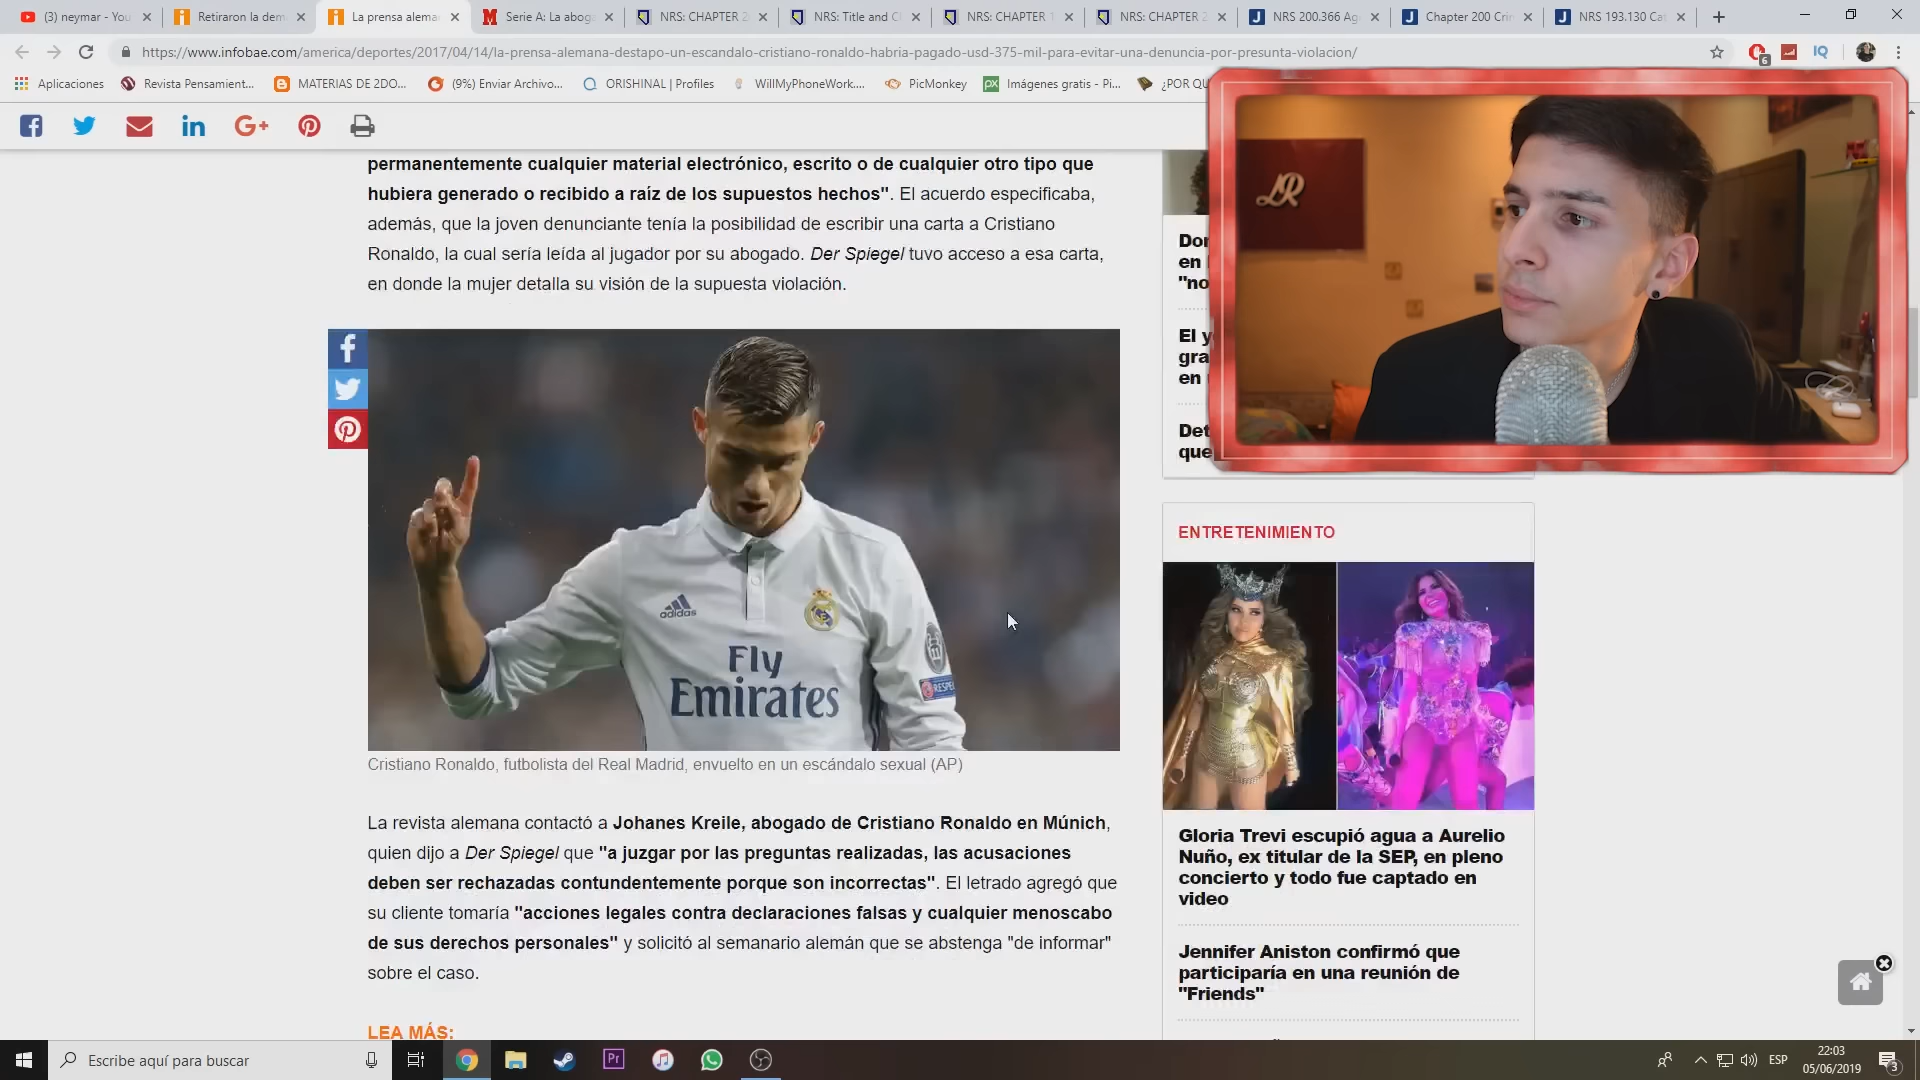 (3) neymar - You
Retiraron la dem
La prensa alema
Serie A: La abog
NRS: CHAPTER 2
NRS: Title and C
NRS: CHAPTER 1
NRS: CHAPTER 2
NRS 200.366
Chapter 200 Cri
NRS 193.130
https://www.infobae.com/america/deportes/2017/04/14/la-prensa-alemana-destapo-un-escandalo-cristiano-ronaldo-habria-pagado-usd-375-mil-para-evitar-una-denuncia-por-presunta-violacion/
6
IQ
Aplicaciones
Revista Pensamient...
MATERIAS DE 2DO...
(9%) Enviar Archivo...
ORISHINAL | Profiles
WillMyPhoneWork....
PicMonkey
px
Imágenes gratis - Pi...
¿POR QU
G+
permanentemente cualquier material electrónico, escrito o de cualquier otro tipo que
hubiera generado o recibido a raíz de los supuestos hechos". El acuerdo especificaba,
además, que la joven denunciante tenía la posibilidad de escribir una carta a Cristiano
Ronaldo, la cual sería leída al jugador por su abogado. Der Spiegel tuvo acceso a esa carta,
en donde la mujer detalla su visión de la supuesta violación.
adidas
Fly
Emirates
11
RESPE
Cristiano Ronaldo, futbolista del Real Madrid, envuelto en un escándalo sexual (AP)
La revista alemana contactó a Johanes Kreile, abogado de Cristiano Ronaldo en Múnich,
quien dijo a Der Spiegel que "a juzgar por las preguntas realizadas, las acusaciones
deben ser rechazadas contundentemente porque son incorrectas". El letrado agregó que
su cliente tomaría "acciones legales contra declaraciones falsas y cualquier menoscabo
de sus derechos personales" y solicitó al semanario alemán que se abstenga "de informar"
sobre el caso.
LEA MÁS:
LR
en
"no
El y
gra
en
Det
que
ENTRETENIMIENTO
Gloria Trevi escupió agua a Aurelio
Nuño, ex titular de la SEP, en pleno
concierto y todo fue captado en
video
Jennifer Aniston confirmó que
participaría en una reunión de
"Friends"
Escribe aquí para buscar
Pr
ESP
22:03
05/06/2019
3